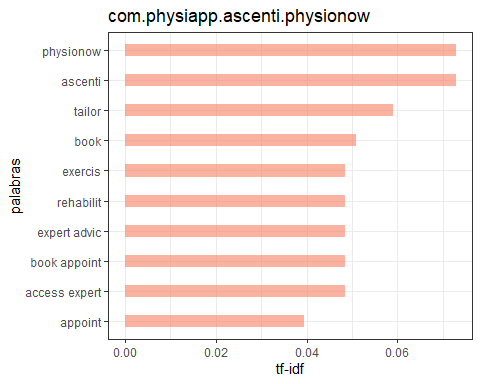 com.physiapp.ascenti.physionow
physionow
ascenti
tailor
book
exercis
rehabilit
expert advic
book appoint
access expert
appoint
palabras
0.00
0.02
0.04
0.06
tf-idf